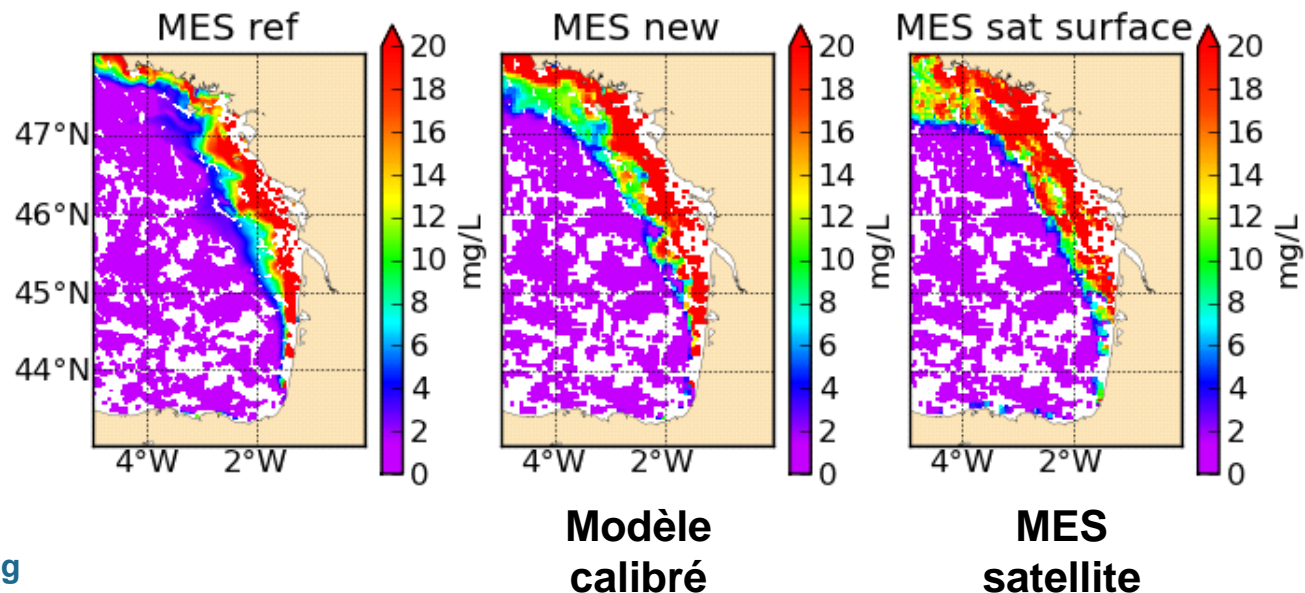 MES ref
MES new
MES sat surface
47°N
46°N
45°N
44°N
4°W
2°W
20
18
16
14
12
10
8
6
4
2
0
mg/L
4°W
2°W
20
18
16
14
12
10
8
6
4
2
0
mg/L
4°W
2°W
20
18
16
14
12
10
8
6
4
2
0
mg/L
Modèle
calibré
MES
satellite
g